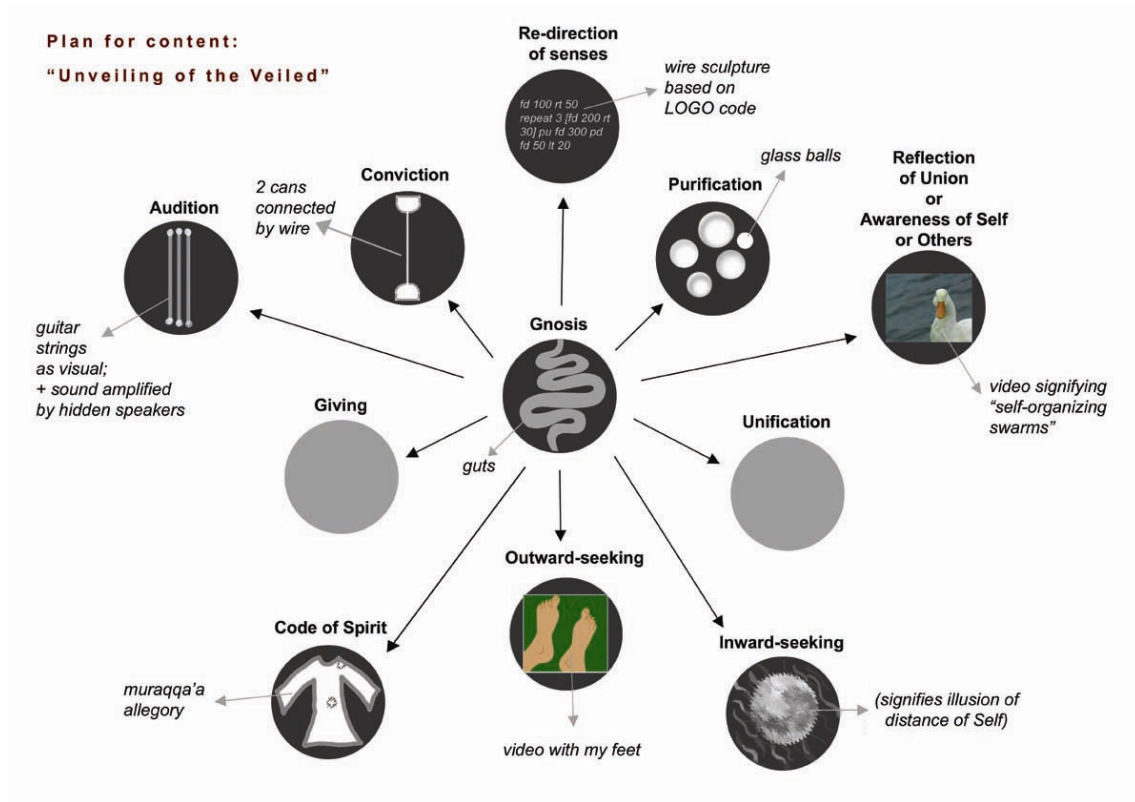 Plan for content:
“Unveiling of the Veiled”
Re-direction
of senses
fd 100 rt 50
repeat 3 [fd 200 rt
30] pu fd 300 pd
fd 50 lt 20
wire sculpture
based on
LOGO code
Conviction
2 cans
connected
by wire
Purification
glass balls
Reflection
of Union
or
Awareness of Self
or Others
video signifying
“self-organizing
swarms”
Audition
guitar
strings
as visual;
+ sound amplified
by hidden speakers
Gnosis
guts
Giving
Unification
Outward-seeking
video with my feet
Code of Spirit
muraqqa’a
allegory
Inward-seeking
(signifies illusion of
distance of Self)